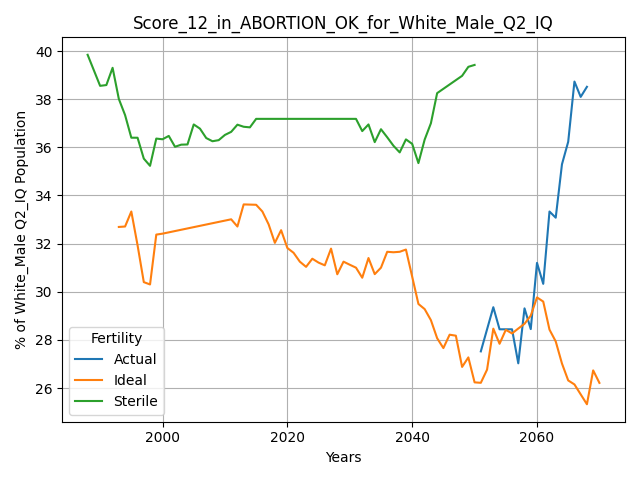 Score_12_in_ABORTION_OK_for_White_Male_Q2_IQ
% of White_Male Q2_IQ Population
40
38
36
34
32
30
28
26
Fertility
Actual
Ideal
Sterile
2000
2020
2040
2060
Years